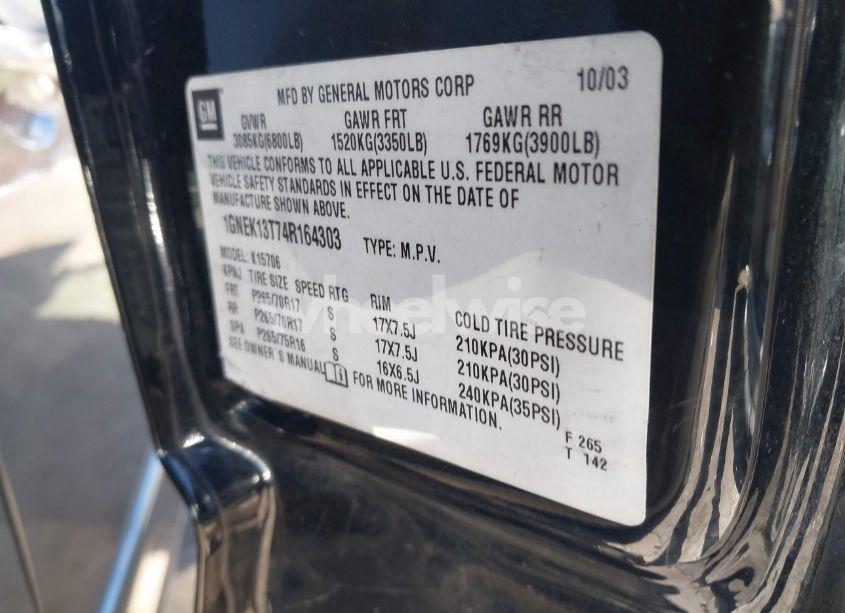 GM
MFD BY GENERAL MOTORS CORP 10/03
GVWR GAWR FRT GAWR RR
3085KG(6800LB) 1520KG(3350LB) 1769KG(3900LB)
THIS VEHICLE CONFORMS TO ALL APPLICABLE U.S. FEDERAL MOTOR
VEHICLE SAFETY STANDARDS IN EFFECT ON THE DATE OF
MANUFACTURE SHOWN ABOVE.
1GNEK13T74R164303 TYPE: M.P.V.
MODEL: K15706
KPNJ TIRE SIZE SPEED RTG RIM COLD TIRE PRESSURE
FRT P265/70R17 S 17X7.5J 210KPA(30PSI)
RR P265/70R17 S 17X7.5J 210KPA(30PSI)
SPA P265/75R16 S 16X6.5J 240KPA(35PSI)
SEE OWNER'S MANUAL FOR MORE INFORMATION.
F 265
T 142
wheelwise